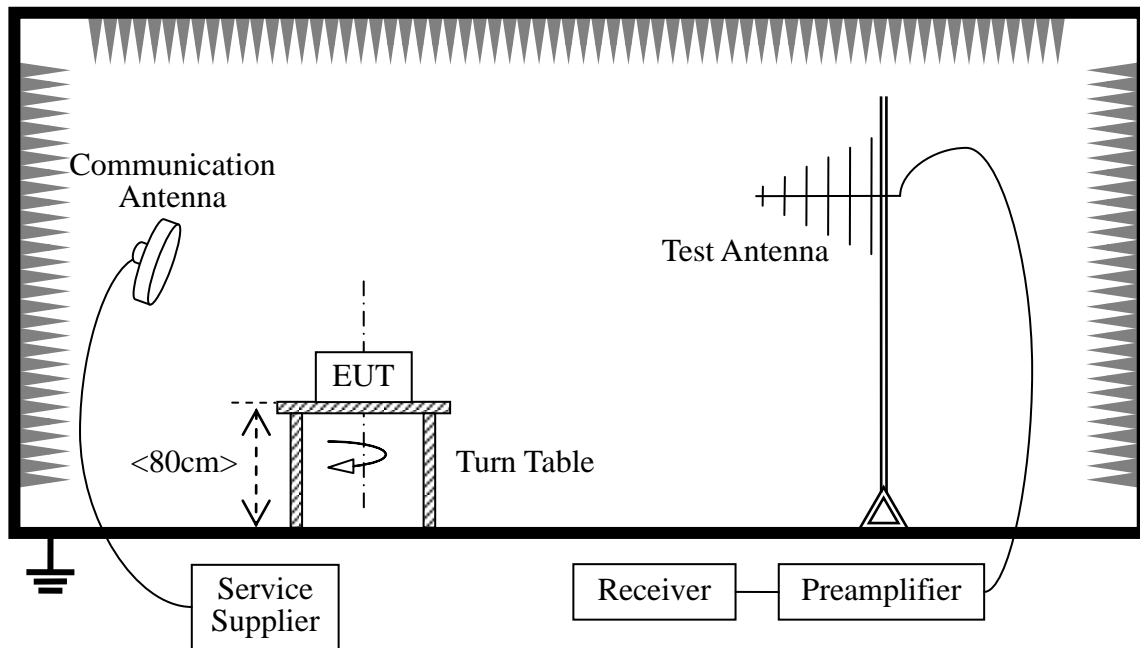 Communication
Antenna
Test Antenna
EUT
<80cm>
Turn Table
Service
Supplier
Receiver
Preamplifier